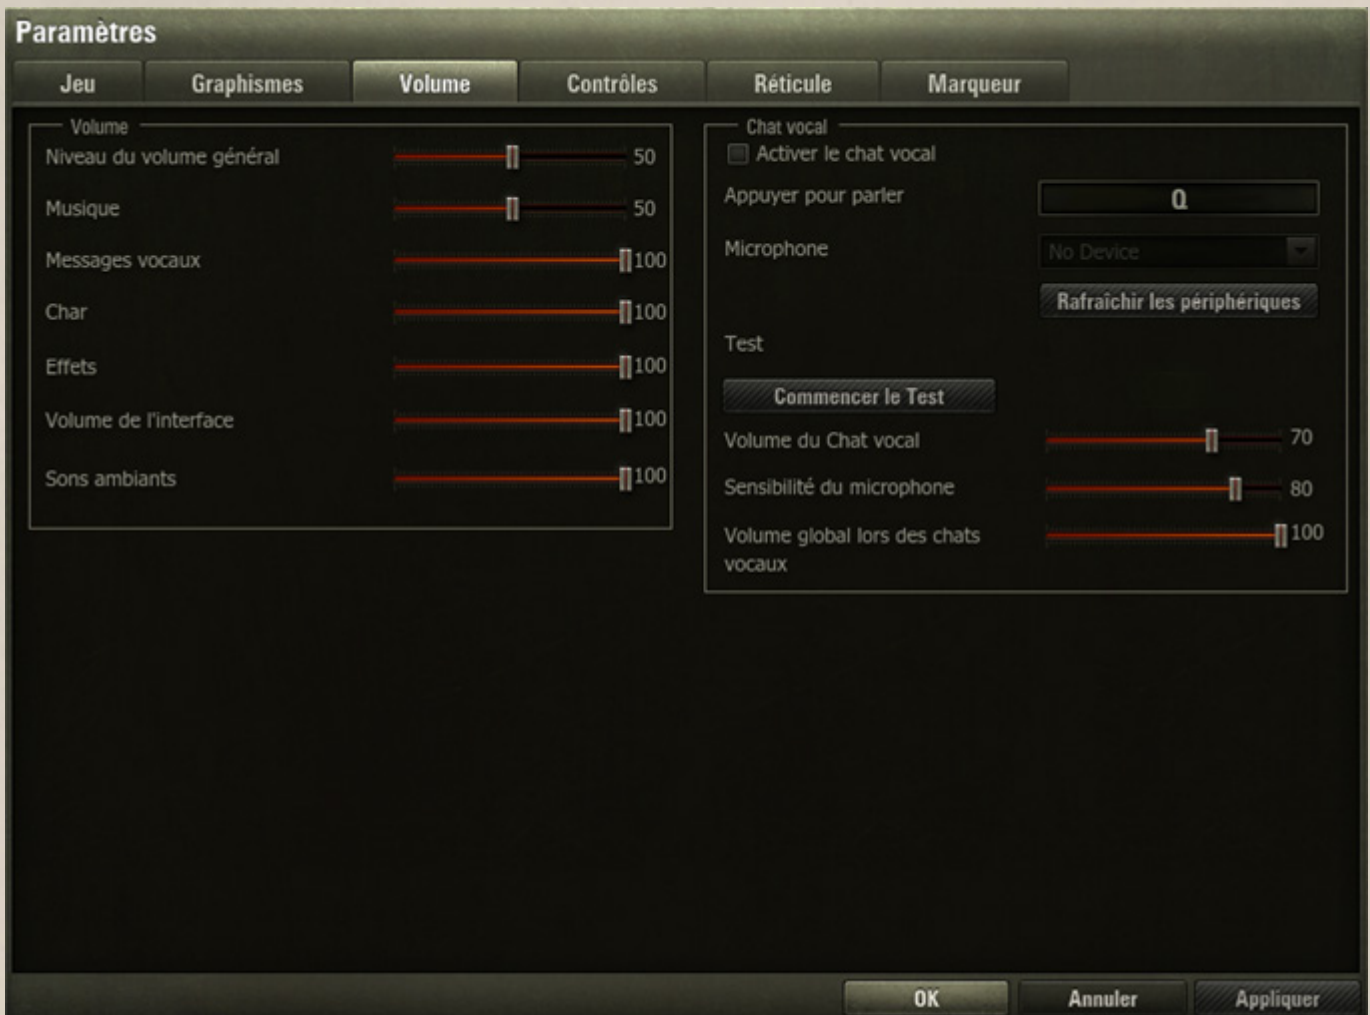 Paramètres
Jeu Graphismes Volume Contrôles Réticule Marqueur
Volume
Niveau du volume général 50
Musique 50
Messages vocaux 100
Char 100
Effets 100
Volume de l'interface 100
Sons ambiants 100
Chat vocal
Activer le chat vocal
Appuyer pour parler Q
Microphone No Device
Rafraîchir les périphériques
Test
Commencer le Test
Volume du Chat vocal 70
Sensibilité du microphone 80
Volume global lors des chats 100
vocaux
OK Annuler Appliquer